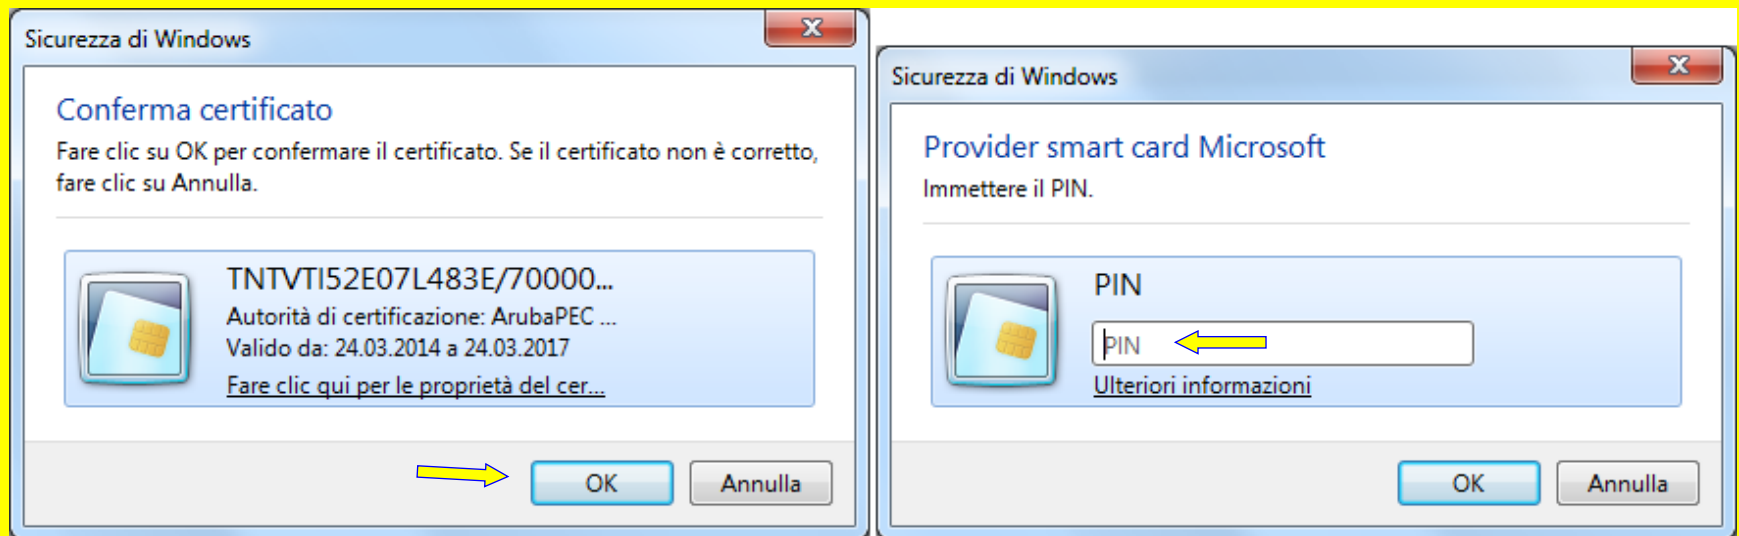 Sicurezza di Windows
Conferma certificato
Fare clic su OK per confermare il certificato. Se il certificato non è corretto,
fare clic su Annulla.
TNTVTI52E07L483E/70000...
Autorità di certificazione: ArubaPEC ...
Valido da: 24.03.2014 a 24.03.2017
Fare clic qui per le proprietà del cer...
OK
Annulla
Sicurezza di Windows
Provider smart card Microsoft
Immettere il PIN.
PIN
PIN
Ulteriori informazioni
OK
Annulla